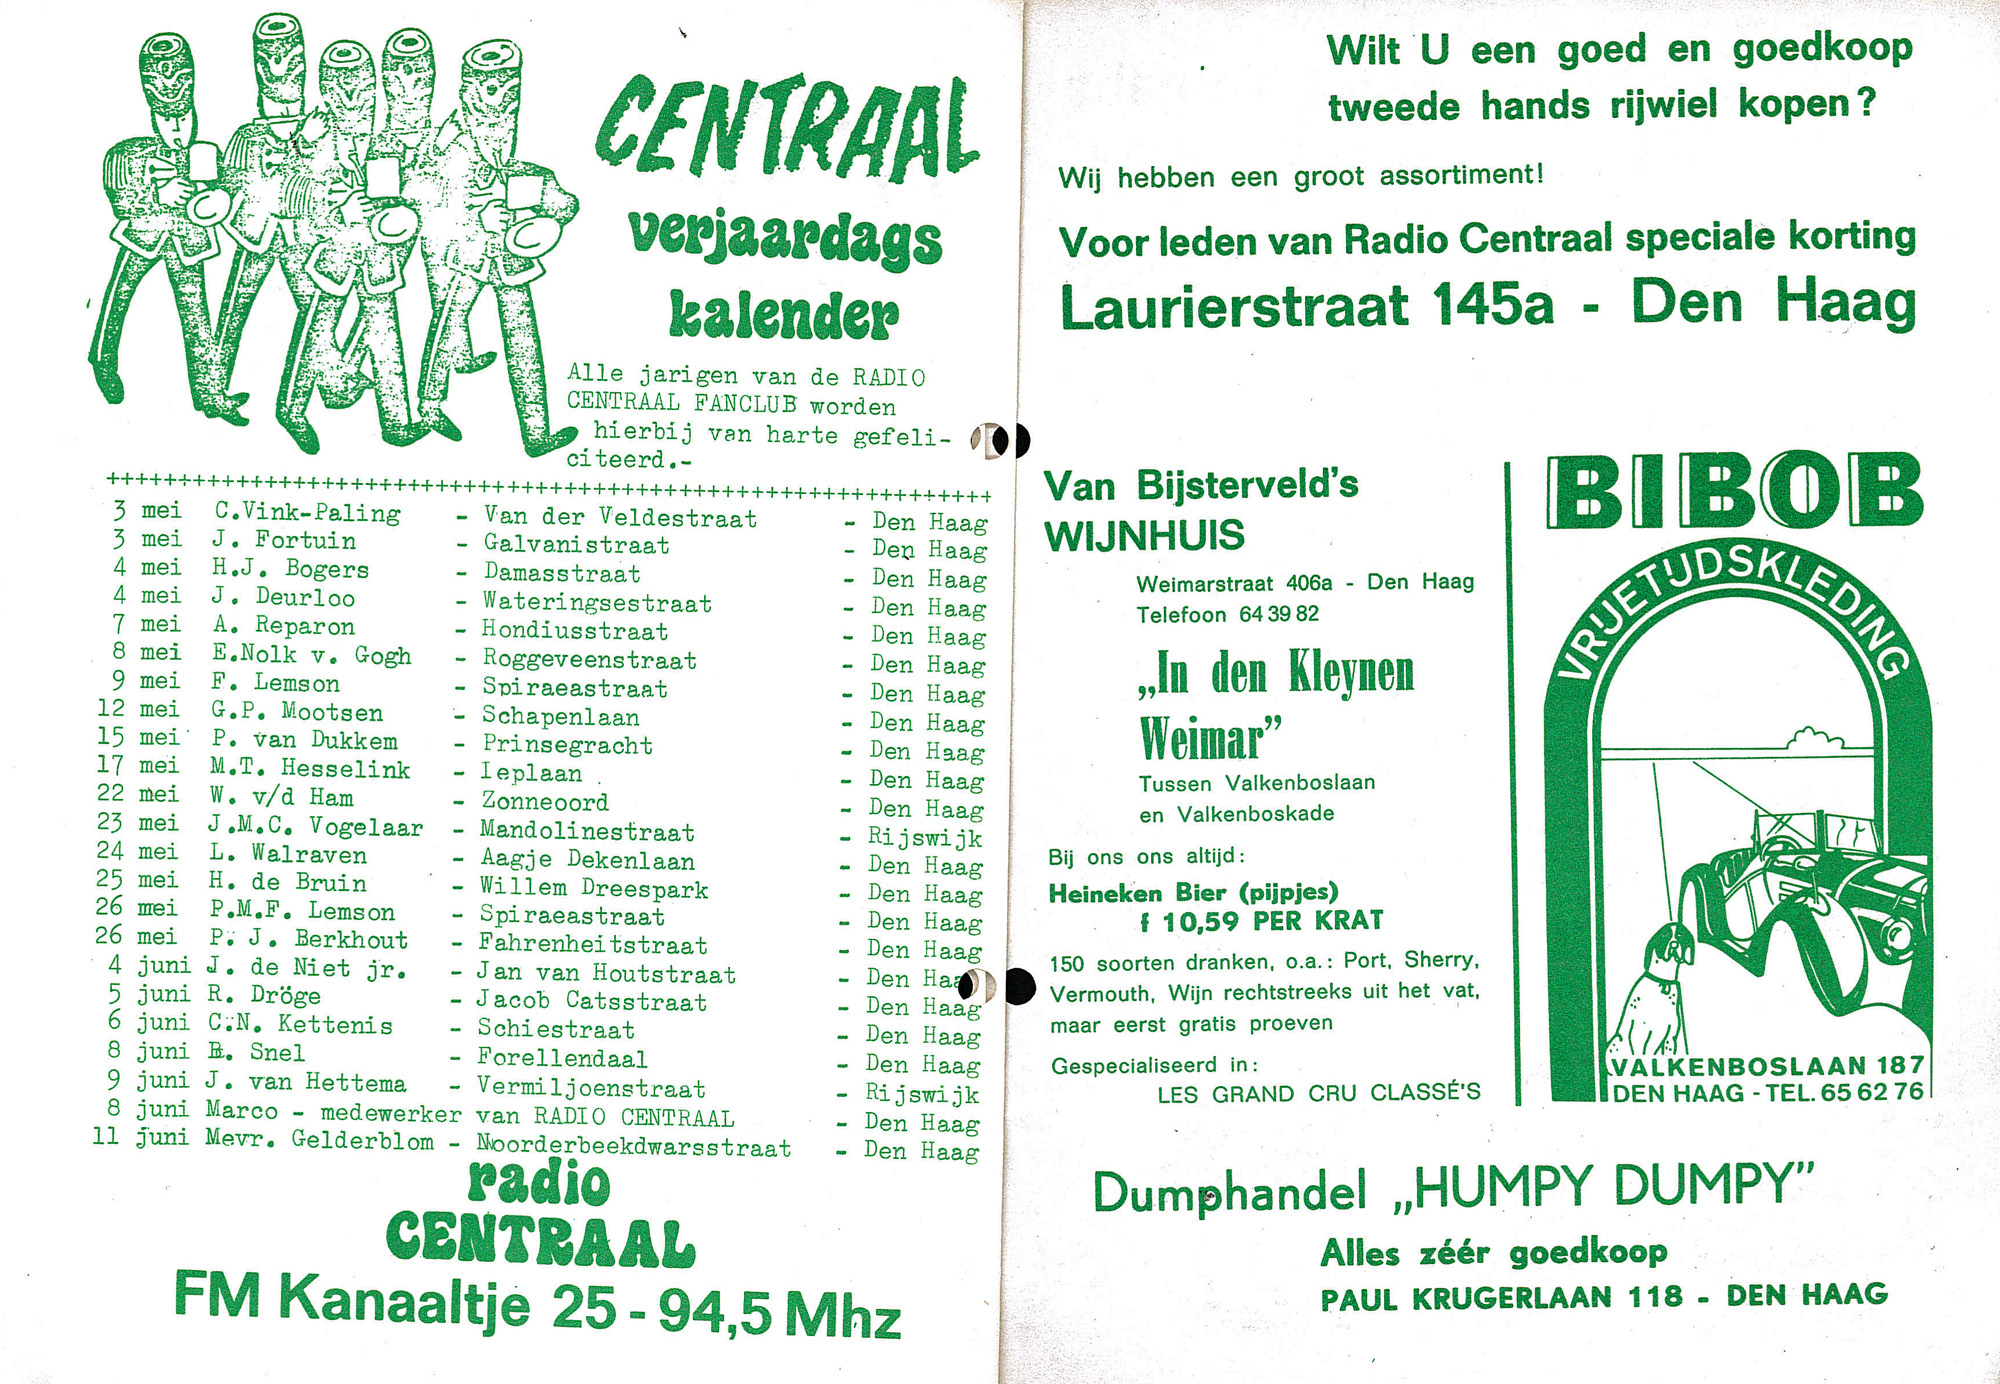 CENTRAAL
verjaardags
kalender
Alle jarigen van de RADIO
CENTRAAL FANCLUB worden
hierbij van harte gefeli-
citeerd.-
++++++++++++++++++++++++++++++++++++++++++++++++++++++++++++++
3 mei C.Vink-Paling - Van der Veldestraat - Den Haag
3 mei J. Fortuin - Galvanistraat - Den Haag
4 mei H.J. Bogers - Damasstraat - Den Haag
4 mei J. Deurloo - Wateringsestraat - Den Haag
7 mei A. Reparon - Hondiusstraat - Den Haag
8 mei E.Nolk v. Gogh - Roggeveenstraat - Den Haag
9 mei F. Lemson - Spiraeastraat - Den Haag
12 mei G.P. Mootsen - Schapenlaan - Den Haag
15 mei P. van Dukkem - Prinsegracht - Den Haag
17 mei M.T. Hesselink - Ieplaan - Den Haag
22 mei W. v/d Ham - Zonneoord - Den Haag
23 mei J.M.C. Vogelaar - Mandolinestraat - Rijswijk
24 mei L. Walraven - Aagje Dekenlaan - Den Haag
25 mei H. de Bruin - Willem Dreespark - Den Haag
26 mei P.M.F. Lemson - Spiraeastraat - Den Haag
26 mei P. J. Berkhout - Fahrenheitstraat - Den Haag
4 juni J. de Niet jr. - Jan van Houtstraat - Den Haa
5 juni R. Dröge - Jacob Catsstraat - Den Haag
6 juni C.N. Kettenis - Schiestraat - Den Haag
8 juni Snel - Forellendaal - Den Haag
9 juni J. van Hettema - Vermiljoenstraat - Rijswijk
8 juni Marco - medewerker van RADIO CENTRAAL - Den Haag
11 juni Mevr. Gelderblom - Noorderbeekdwarsstraat - Den Haag
radio
CENTRAAL
FM Kanaaltje 25 - 94,5 Mhz
Wilt U een goed en goedkoop
tweede hands rijwiel kopen?
Wij hebben een groot assortiment!
Voor leden van Radio Centraal speciale korting
Laurierstraat 145a - Den Haag
Van Bijsterveld's
WIJNHUIS
Weimarstraat 406a - Den Haag
Telefoon 64 39 82
„In den Kleynen
Weimar”
Tussen Valkenboslaan
en Valkenboskade
Bij ons ons altijd:
Heineken Bier (pijpjes)
f 10,59 PER KRAT
150 soorten dranken, o.a.: Port, Sherry,
Vermouth, Wijn rechtstreeks uit het vat,
maar eerst gratis proeven
Gespecialiseerd in:
LES GRAND CRU CLASSÉ'S
BIBOB
VRIJETIJDSKLEDING
VALKENBOSLAAN 187
DEN HAAG - TEL. 65 62 76
Dumphandel „HUMPY DUMPY”
Alles zéér goedkoop
PAUL KRUGERLAAN 118 - DEN HAAG